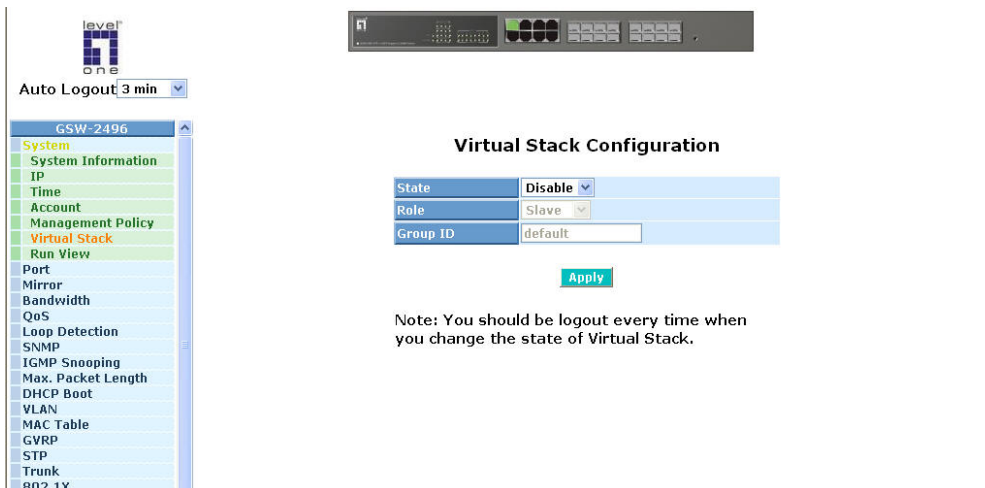 level
one
Auto Logout 3 min
GSW-2496
System
System Information
IP
Time
Account
Management Policy
Virtual Stack
Run View
Port
Mirror
Bandwidth
QoS
Loop Detection
SNMP
IGMP Snooping
Max. Packet Length
DHCP Boot
VLAN
MAC Table
GVRP
STP
Trunk
802.1X
Virtual Stack Configuration
State Disable
Role Slave
Group ID default
Apply
Note: You should be logout every time when
you change the state of Virtual Stack.